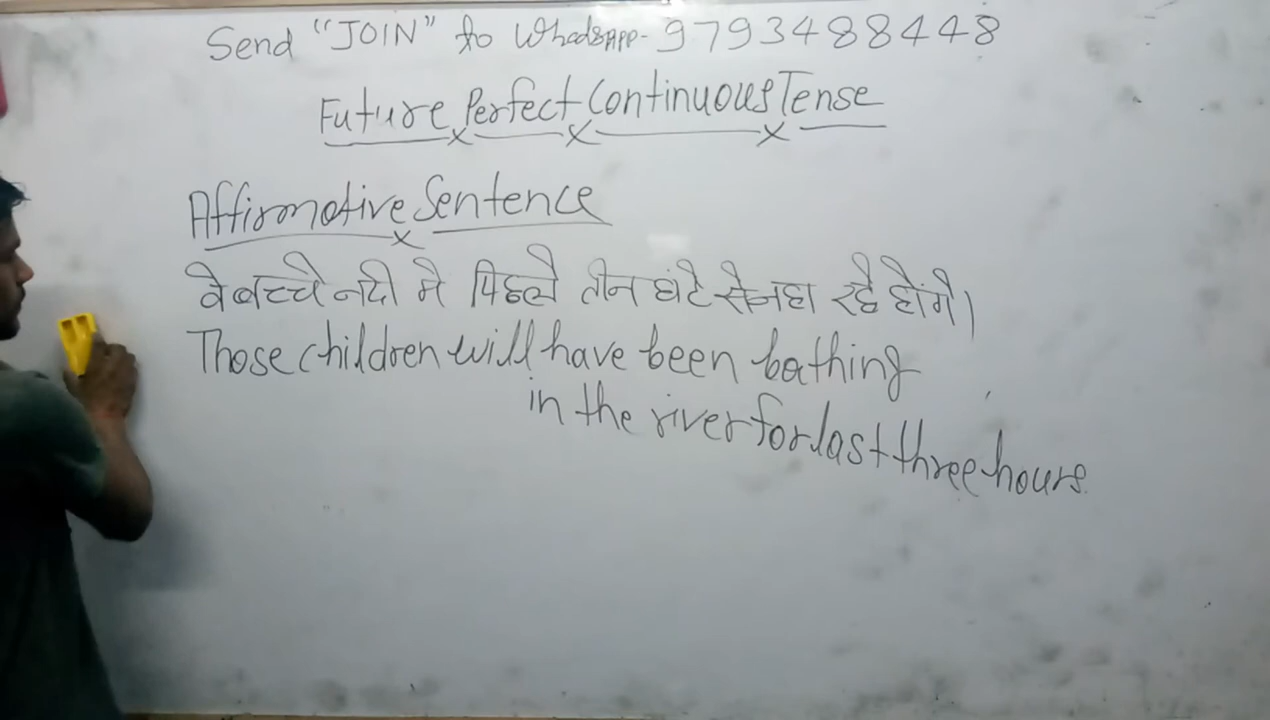 Send "JOIN" to WhatsApp- 9793488448
Future Perfect Continuous Tense
Affirmative Sentence
वे बच्चे नदी मे पिछले तीन घंटे से नहा रहे होंगे।
Those children will have been bathing
in the river for last three hours.